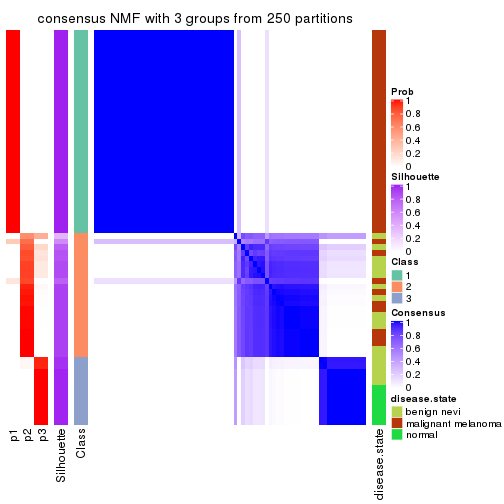 consensus NMF with 3 groups from 250 partitions
Prob
1
0.8
0.6
0.4
0.2
0
Silhouette
1
0.8
0.6
0.4
0.2
0
Class
1
2
3
Consensus
1
0.8
0.6
0.4
0.2
0
disease.state
benign nevi
malignant melanoma
normal
p1
p2
p3
Silhouette
Class
disease.state